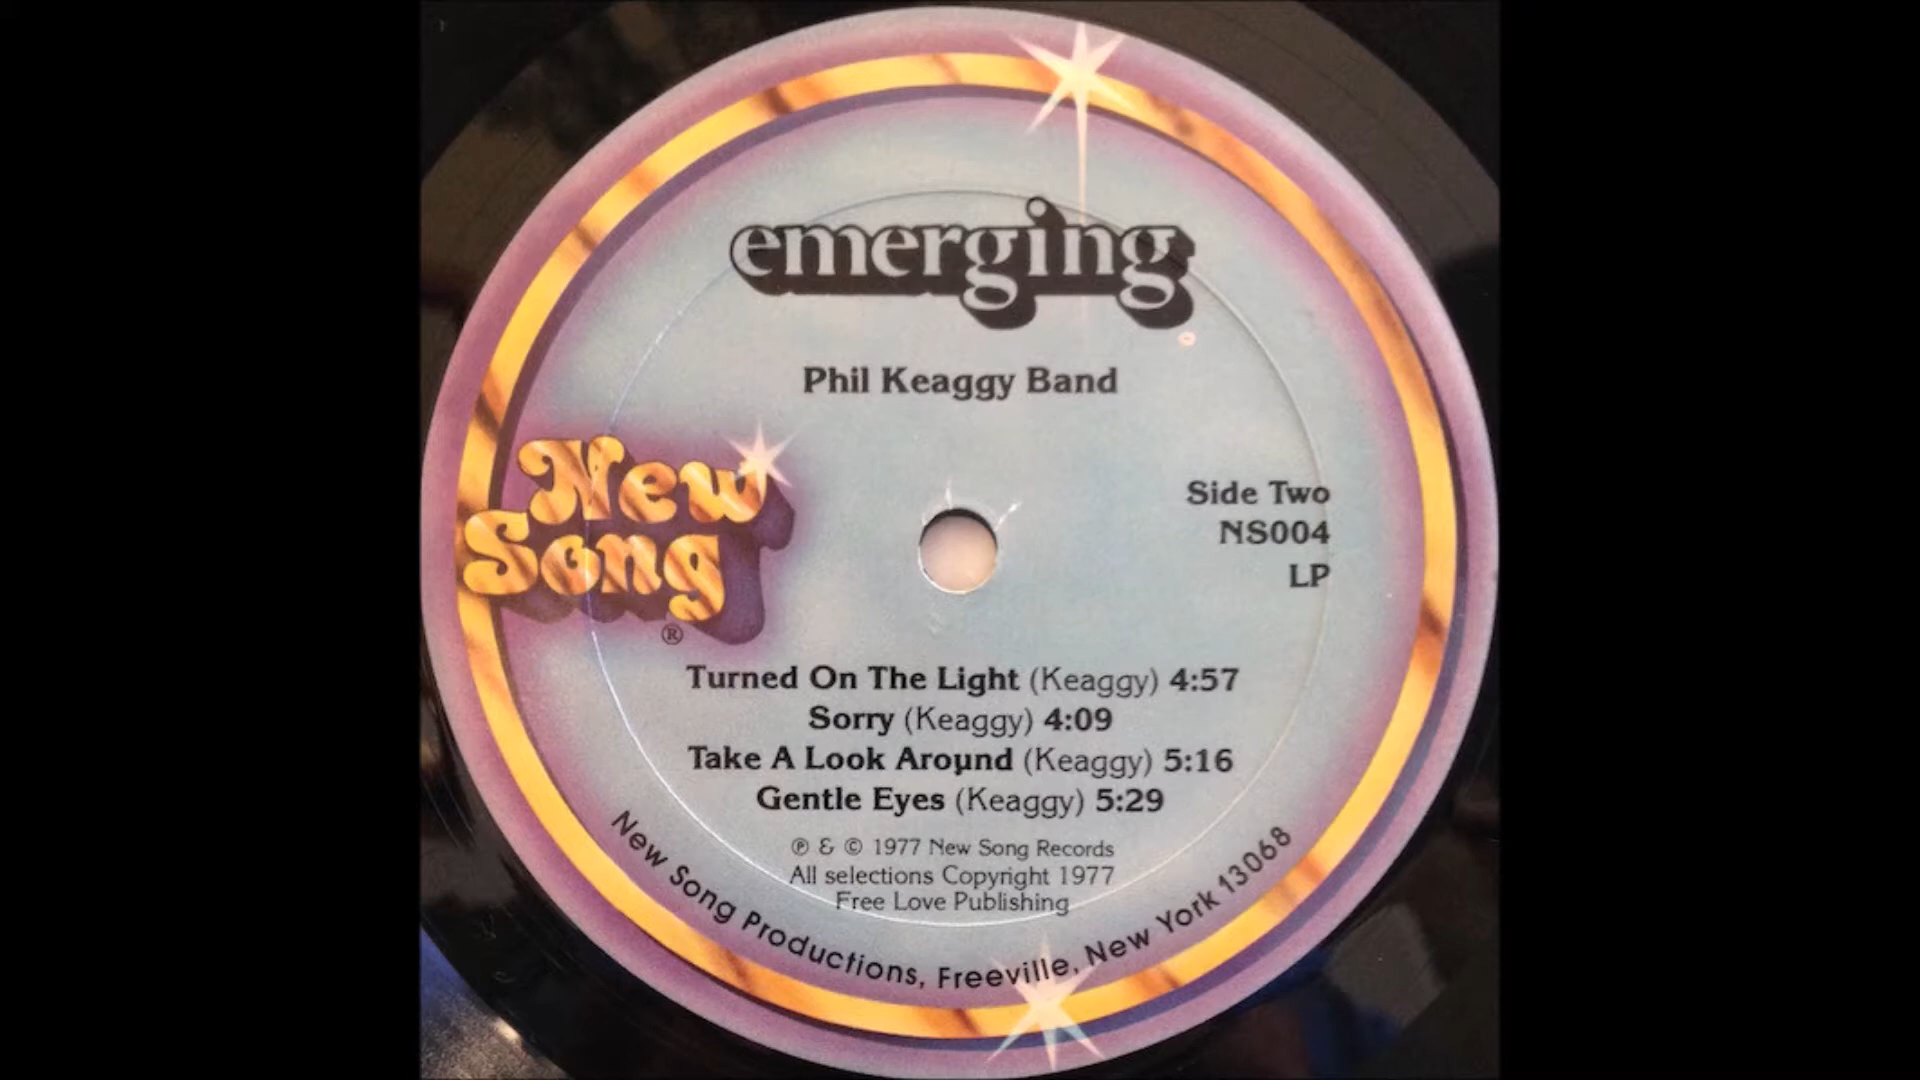 emerging
Phil Keaggy Band
New
Song
®
Side Two
NS004
LP
Turned On The Light (Keaggy) 4:57
Sorry (Keaggy) 4:09
Take A Look Around (Keaggy) 5:16
Gentle Eyes (Keaggy) 5:29
℗ & © 1977 New Song Records
All selections Copyright 1977
Free Love Publishing
New Song Productions, Freeville, New York 13068